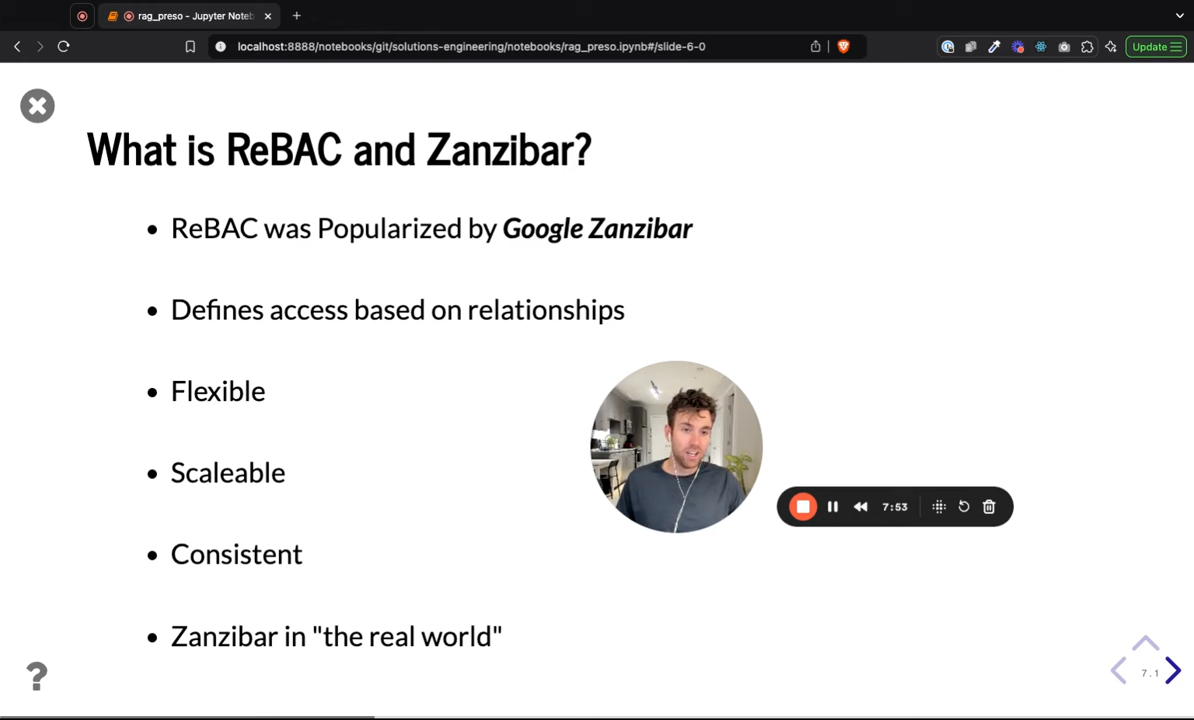 rag_preso - Jupyter Noteb
localhost:8888/notebooks/git/solutions-engineering/notebooks/rag_preso.ipynb#/slide-6-0
Update
What is ReBAC and Zanzibar?
• ReBAC was Popularized by Google Zanzibar
• Defines access based on relationships
• Flexible
• Scaleable
7:53
• Consistent
• Zanzibar in "the real world"
?
7.1